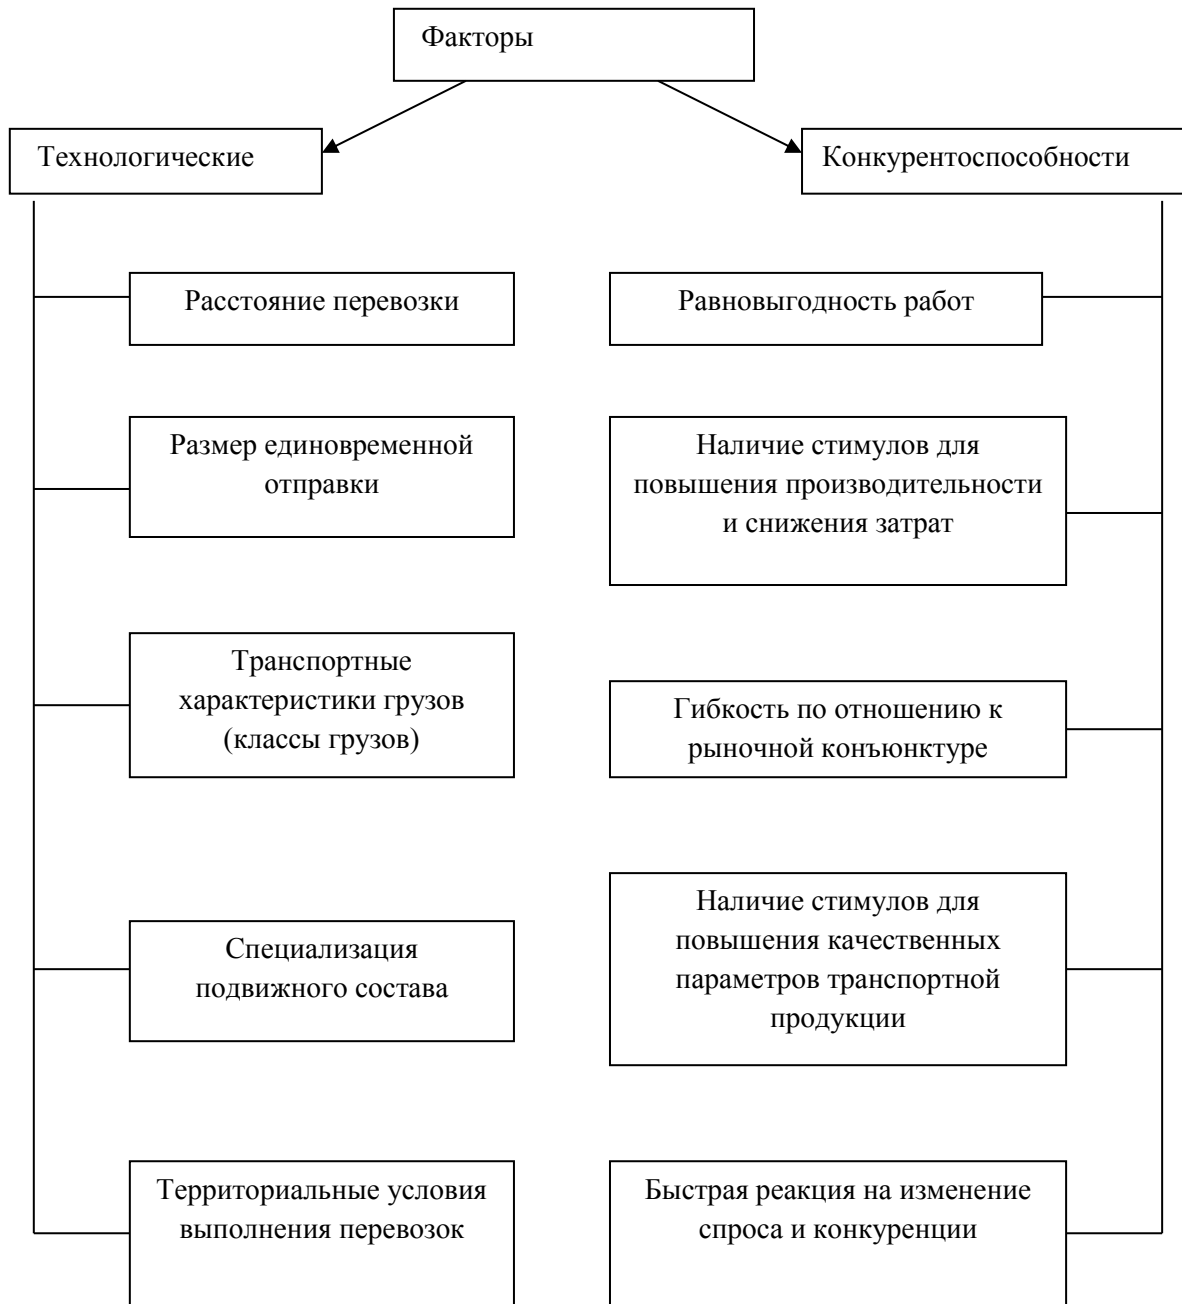 Факторы
Технологические
Конкурентоспособности
Расстояние перевозки
Равновыгодность работ
Размер единовременной
отправки
Наличие стимулов для
повышения производительности
и снижения затрат
Транспортные
характеристики грузов
(классы грузов)
Гибкость по отношению к
рыночной конъюнктуре
Специализация
подвижного состава
Наличие стимулов для
повышения качественных
параметров транспортной
продукции
Территориальные условия
выполнения перевозок
Быстрая реакция на изменение
спроса и конкуренции